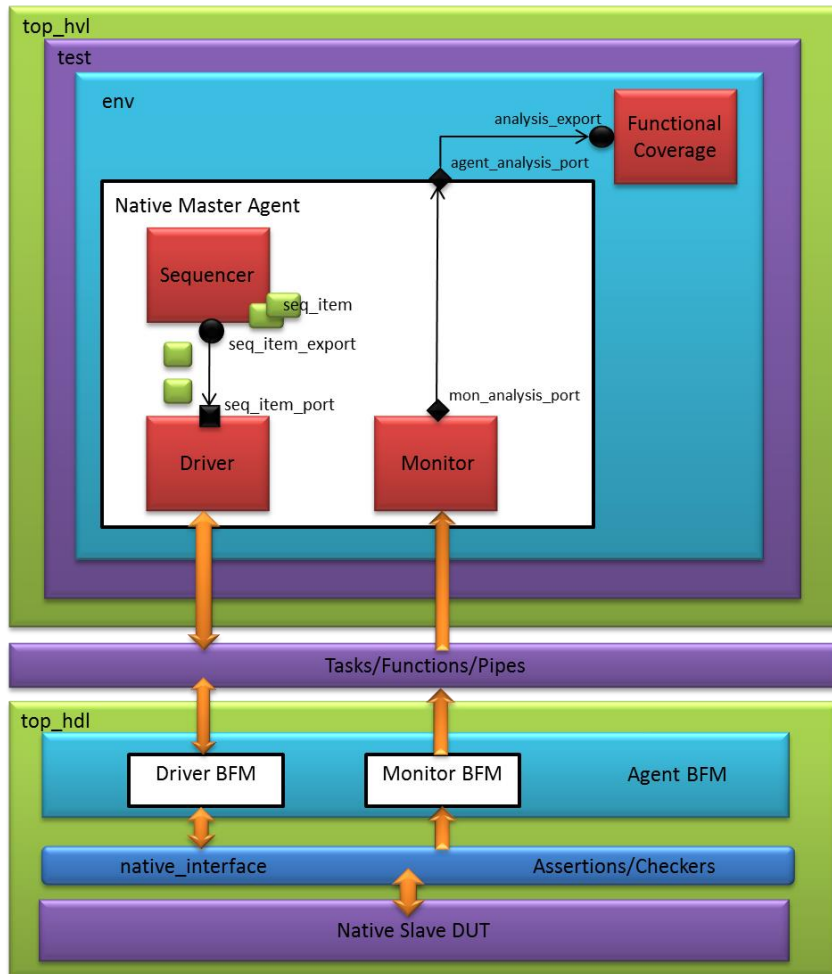 top_hvl
test
env
analysis_export
Functional
Coverage
agent_analysis_port
Native Master Agent
Sequencer
seq_item
seq_item_export
mon_analysis_port
seq_item_port
Driver
Monitor
Tasks/Functions/Pipes
top_hdl
Driver BFM
Monitor BFM
Agent BFM
native_interface
Assertions/Checkers
Native Slave DUT